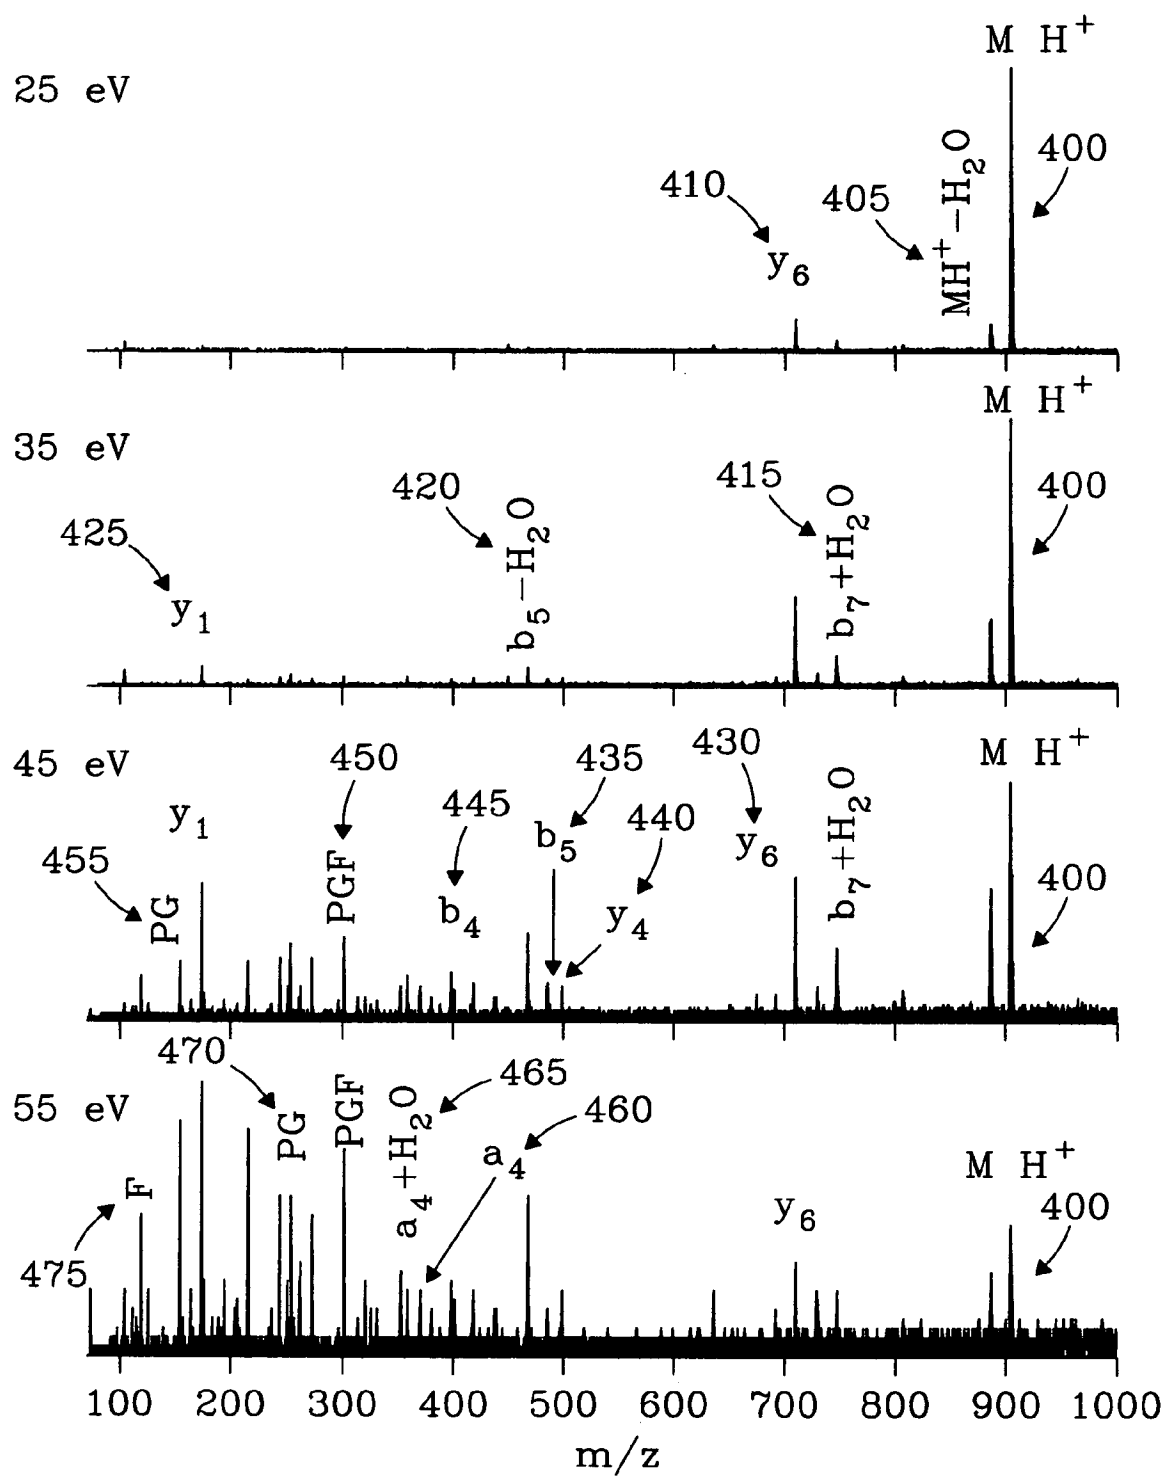 M H+
25 eV
400
MH+-H2O
405
410
y6
M H+
35 eV
400
415
420
b7+H2O
b5-H2O
425
y1
M H+
45 eV
430
435
450
445
440
b7+H2O
y1
b5
y6
455
PGF
400
PG
b4
y4
470
465
55 eV
PGF
a4+H2O
460
PG
a4
M H+
F
y6
400
475
100 200 300 400 500 600 700 800 900 1000
m/z